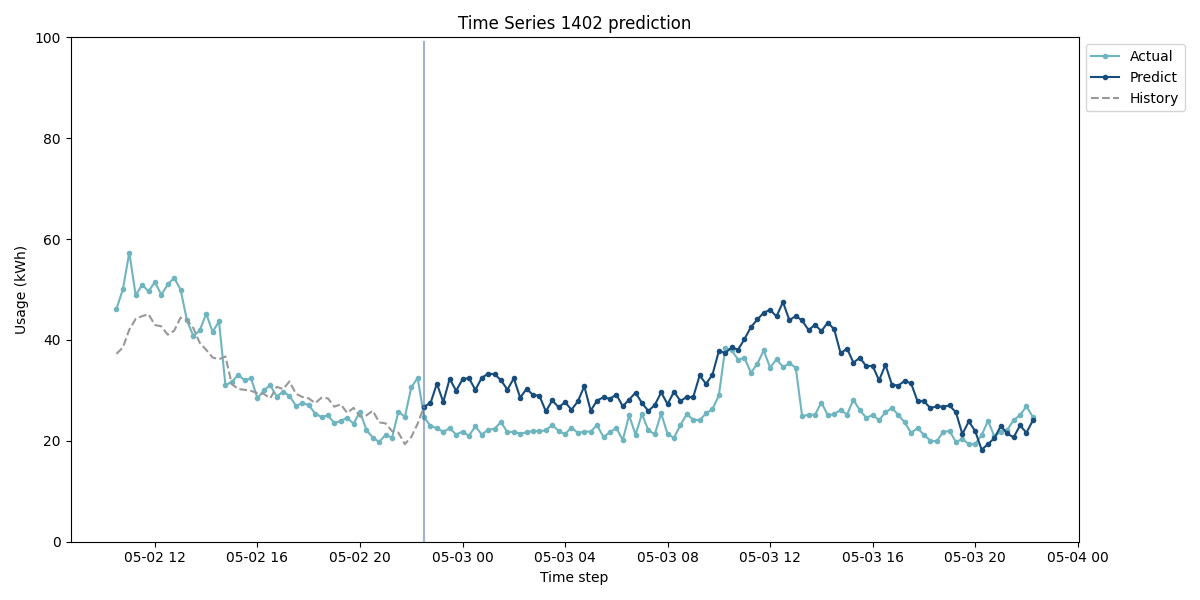 Time Series 1402 prediction
100
80
60
40
20
0
Usage (kWh)
05-02 12
05-02 16
05-02 20
05-03 00
05-03 04
05-03 08
05-03 12
05-03 16
05-03 20
05-04 00
Time step
Actual
Predict
History